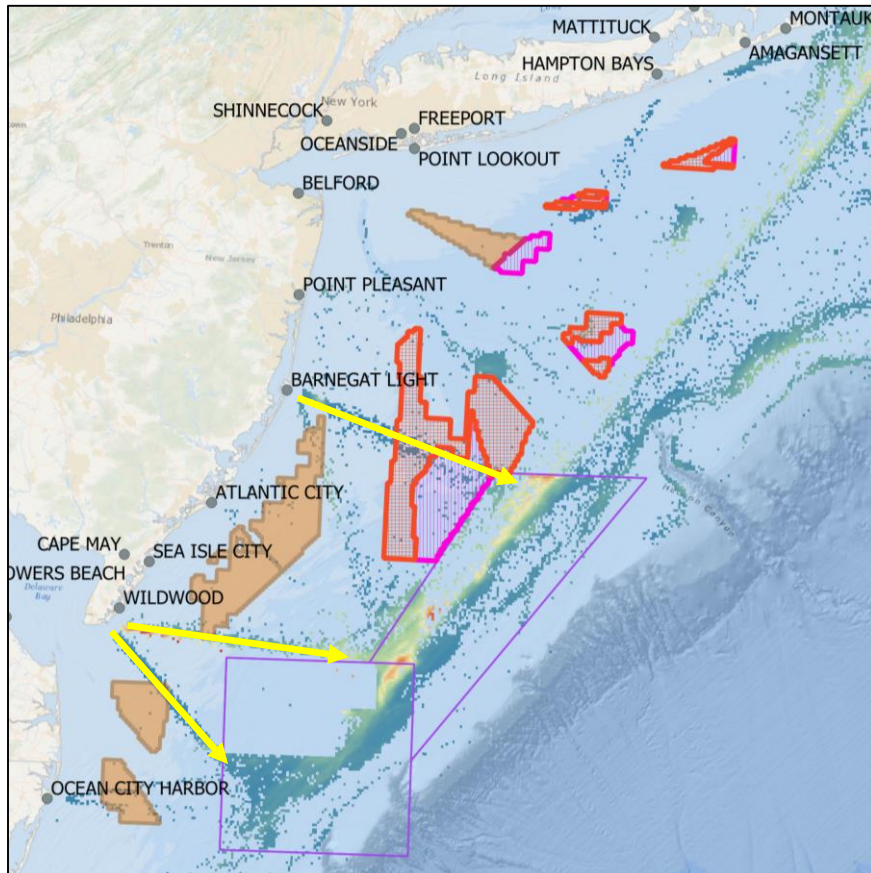 MATTITUCK
MONTAUK
AMAGANSETT
HAMPTON BAYS
Long Island
SHINNECOCK
New York
FREEPORT
OCEANSIDE
POINT LOOKOUT
BELFORD
Trenton
New Jersey
POINT PLEASANT
Philadelphia
BARNEGAT LIGHT
ATLANTIC CITY
CAPE MAY
SEA ISLE CITY
OWERS BEACH
Delaware
Bay
WILDWOOD
OCEAN CITY HARBOR